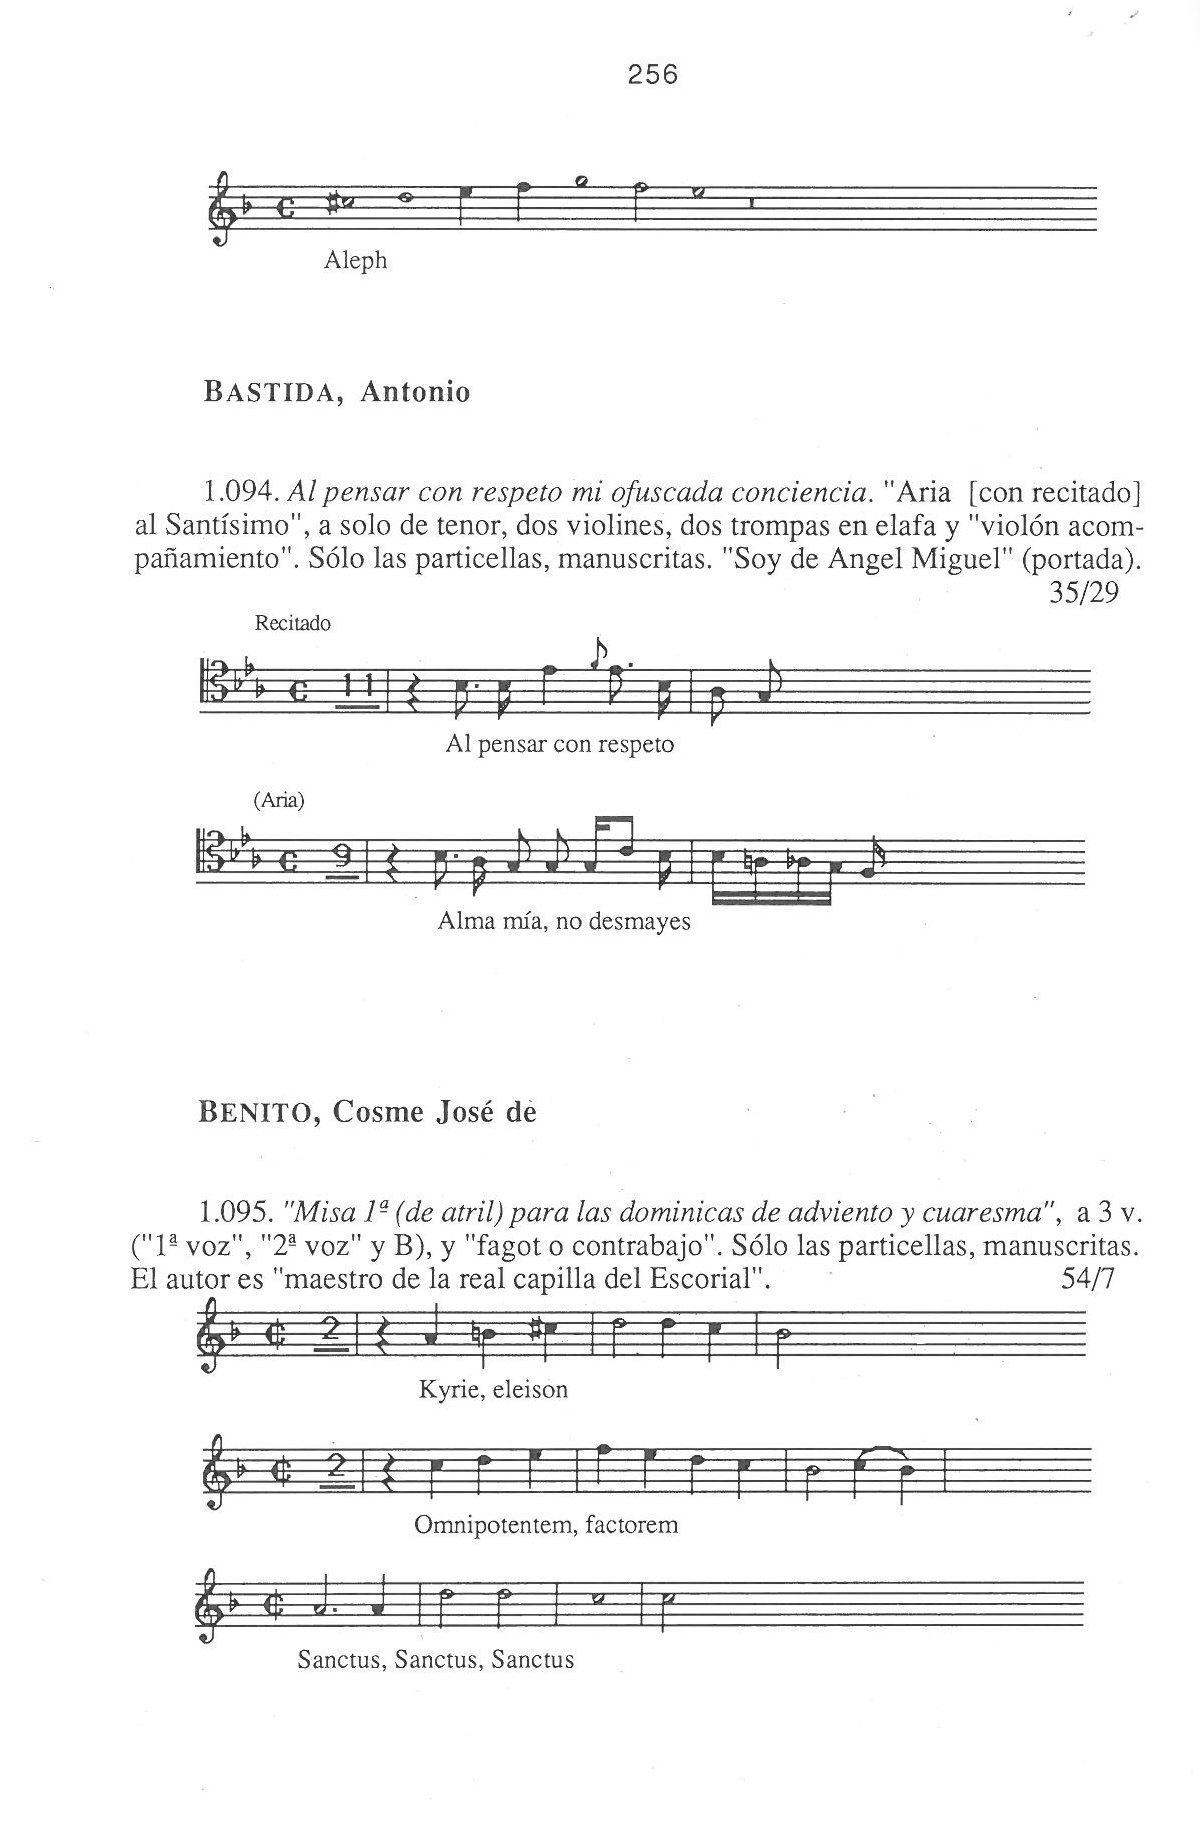 256
Aleph
BASTIDA, Antonio
1.094. Al pensar con respeto mi ofuscada conciencia. "Aria [con recitado]
al Santísimo", a solo de tenor, dos violines, dos trompas en elafa y "violón acom-
pañamiento". Sólo las particellas, manuscritas. "Soy de Angel Miguel" (portada).
35/29
Recitado
11
Al pensar con respeto
(Aria)
9
Alma mía, no desmayes
BENITO, Cosme José de
1.095. "Misa 1ª (de atril) para las dominicas de adviento y cuaresma", a 3 v.
("1ª voz", "2ª voz" y B), y "fagot o contrabajo". Sólo las particellas, manuscritas.
El autor es "maestro de la real capilla del Escorial". 54/7
2
Kyrie, eleison
2
Omnipotentem, factorem
Sanctus, Sanctus, Sanctus